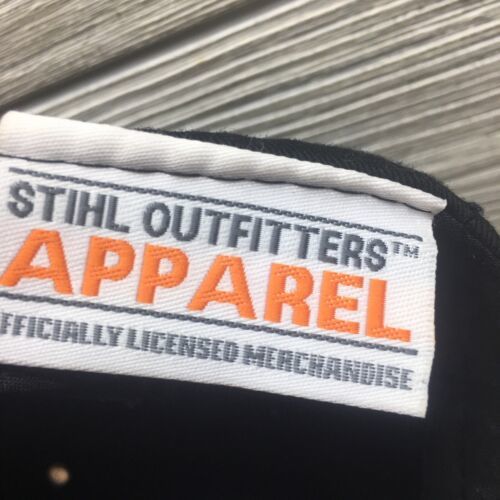 STIHL OUTFITTERS™
APPAREL
FFICIALLY LICENSED MERCHANDISE